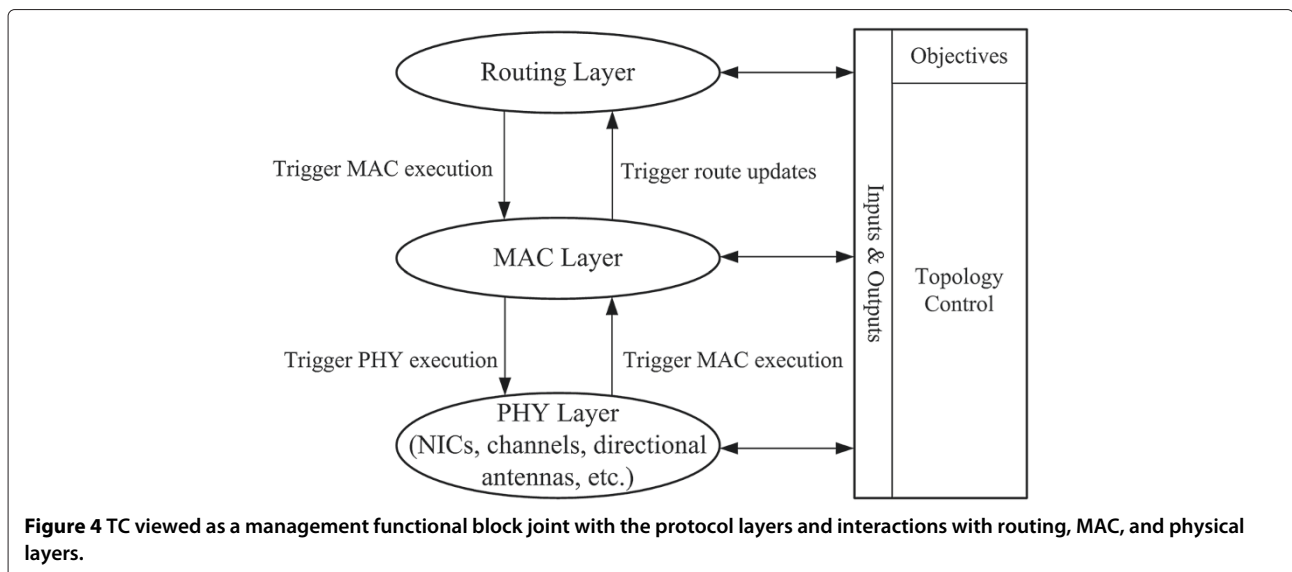 Routing Layer
Objectives
Trigger MAC execution
Trigger route updates
MAC Layer
Inputs & Outputs
Topology
Control
Trigger PHY execution
Trigger MAC execution
PHY Layer
(NICs, channels, directional
antennas, etc.)
Figure 4 TC viewed as a management functional block joint with the protocol layers and interactions with routing, MAC, and physical
layers.